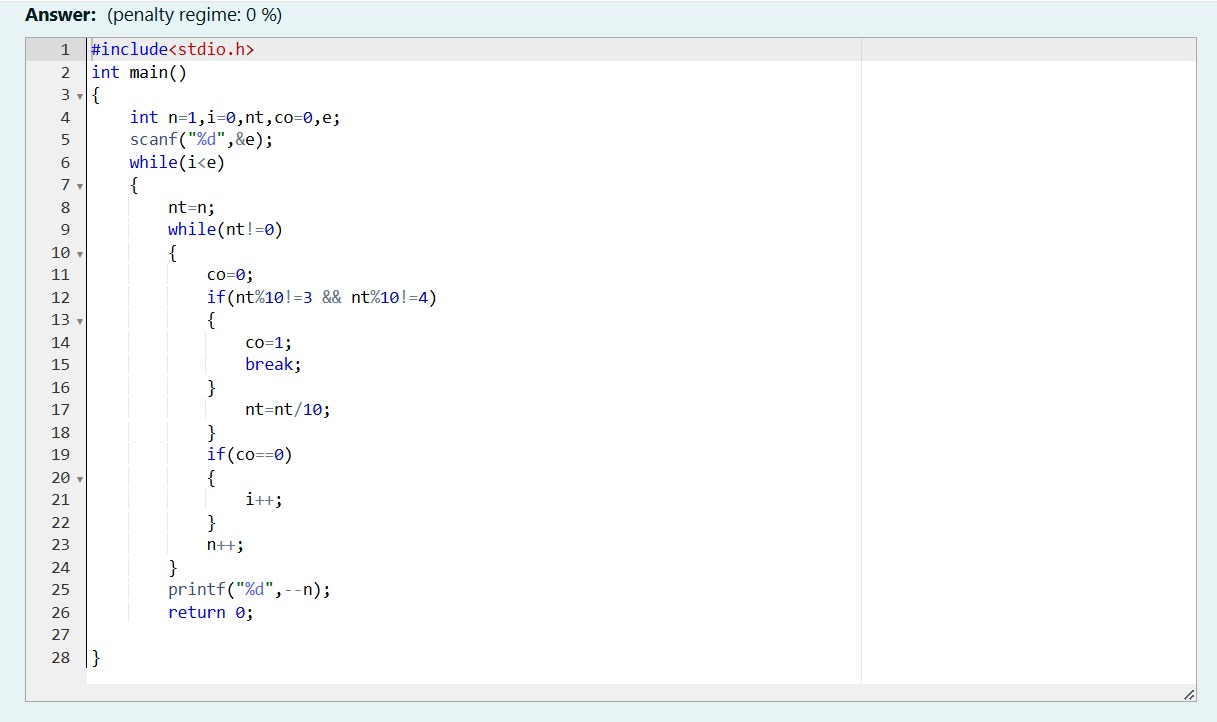 Answer: (penalty regime: 0 %)
1 #include<stdio.h>
2 int main()
3 {
4     int n=1,i=0,nt,co=0,e;
5     scanf("%d",&e);
6     while(i<e)
7     {
8         nt=n;
9         while(nt!=0)
10         {
11             co=0;
12             if(nt%10!=3 && nt%10!=4)
13             {
14                 co=1;
15                 break;
16             }
17                 nt=nt/10;
18             }
19             if(co==0)
20             {
21                 i++;
22             }
23             n++;
24         }
25         printf("%d",--n);
26         return 0;
27
28 }